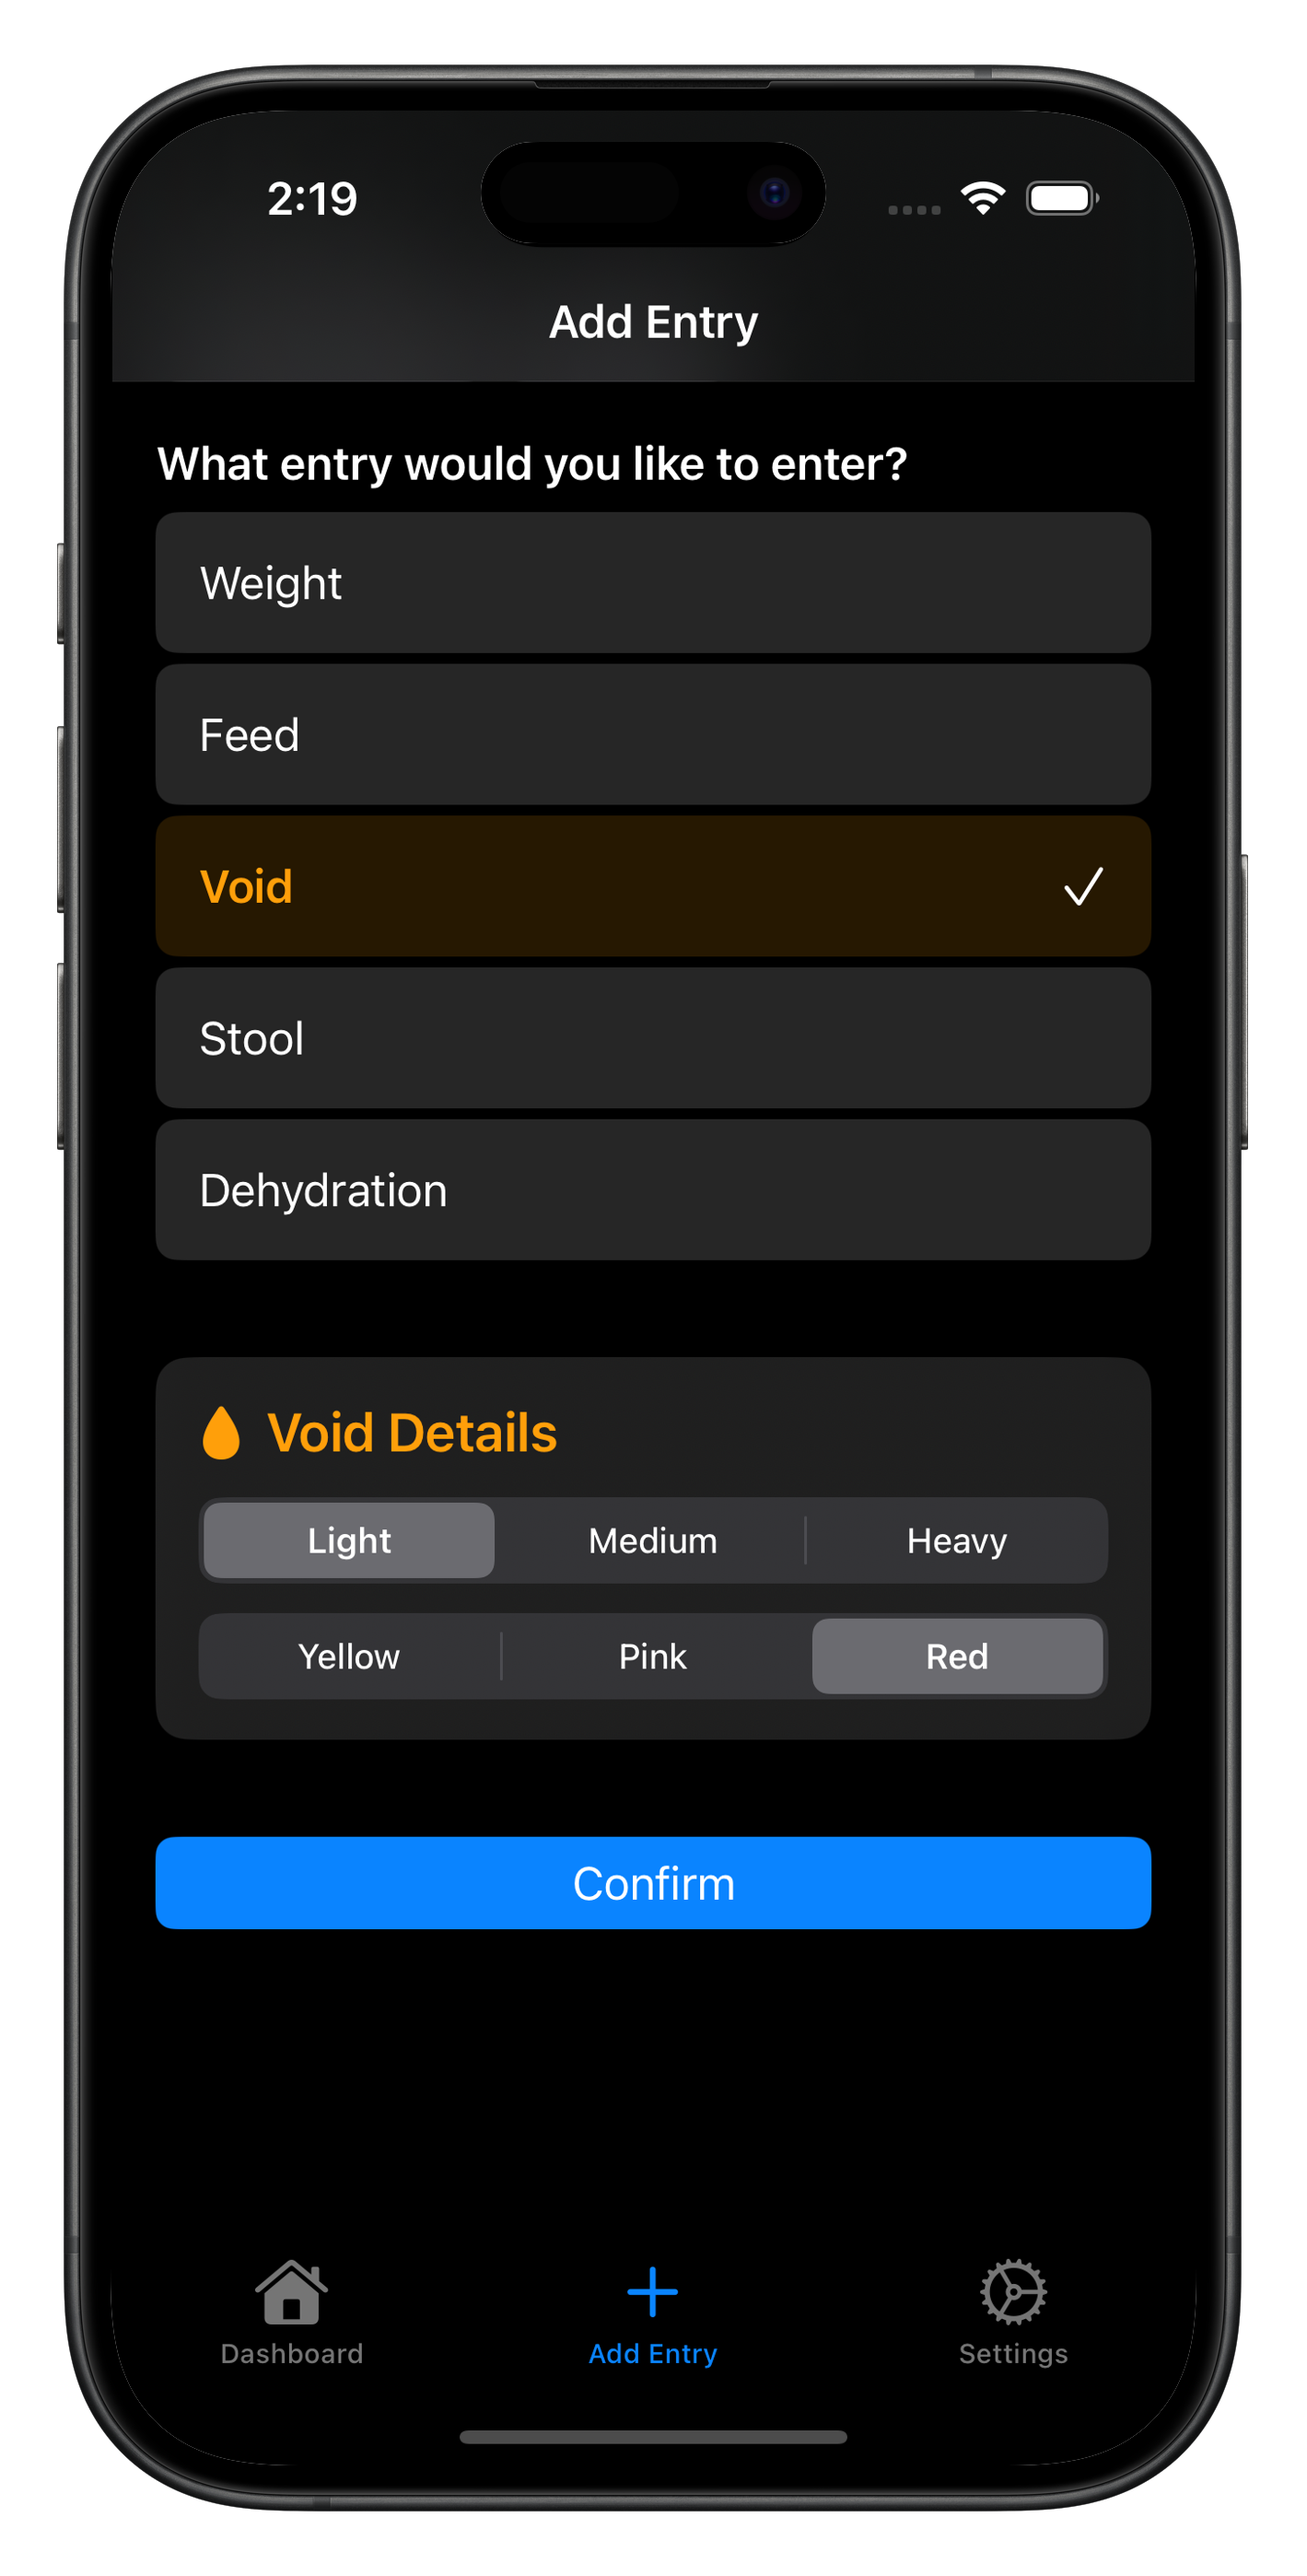 2:19
Add Entry
What entry would you like to enter?
Weight
Feed
Void
Stool
Dehydration
Void Details
Light Medium Heavy
Yellow Pink Red
Confirm
Dashboard Add Entry Settings